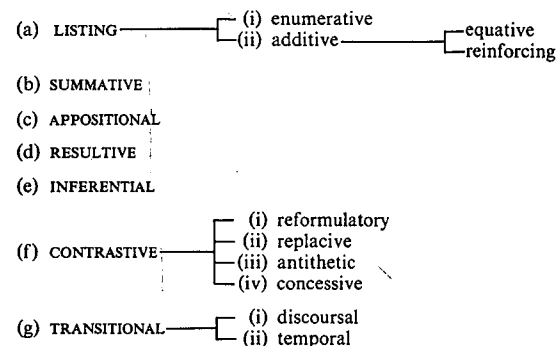 (a) LISTING (i) enumerative
(ii) additive equative
reinforcing
(b) SUMMATIVE
(c) APPOSITIONAL
(d) RESULTIVE
(e) INFERENTIAL
(f) CONTRASTIVE (i) reformulatory
(ii) replacive
(iii) antithetic
(iv) concessive
(g) TRANSITIONAL (i) discoursal
(ii) temporal